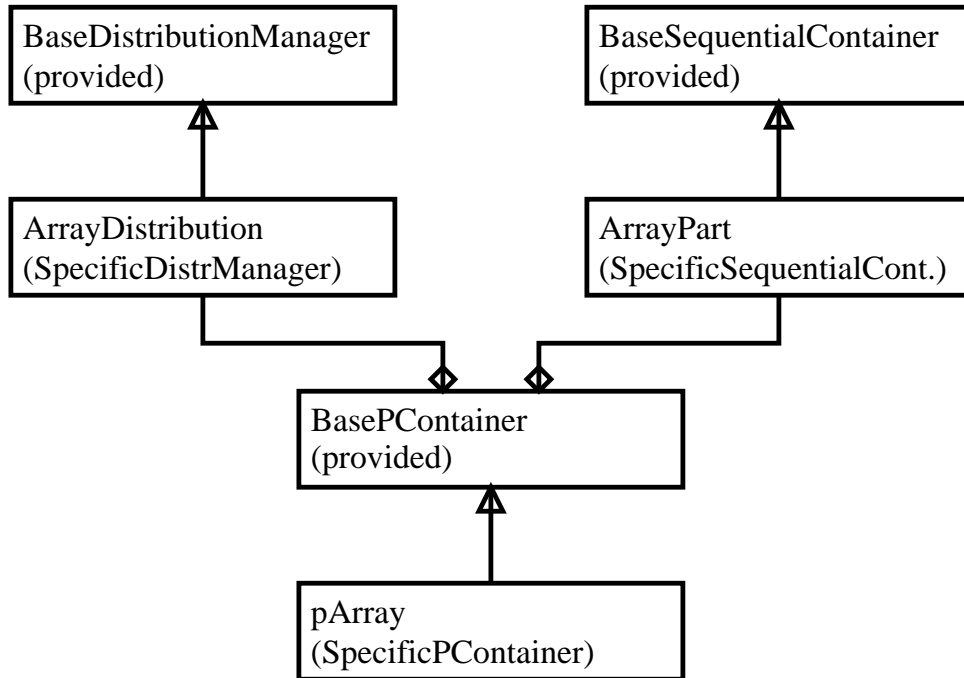 BaseDistributionManager
(provided)
BaseSequentialContainer
(provided)
ArrayDistribution
(SpecificDistrManager)
ArrayPart
(SpecificSequentialCont.)
BasePContainer
(provided)
pArray
(SpecificPContainer)